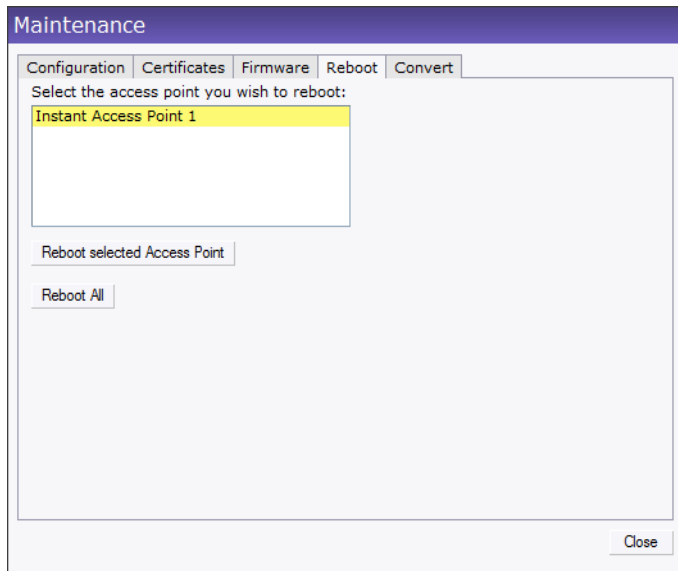 Maintenance
Configuration Certificates Firmware Reboot Convert
Select the access point you wish to reboot:
Instant Access Point 1
Reboot selected Access Point
Reboot All
Close